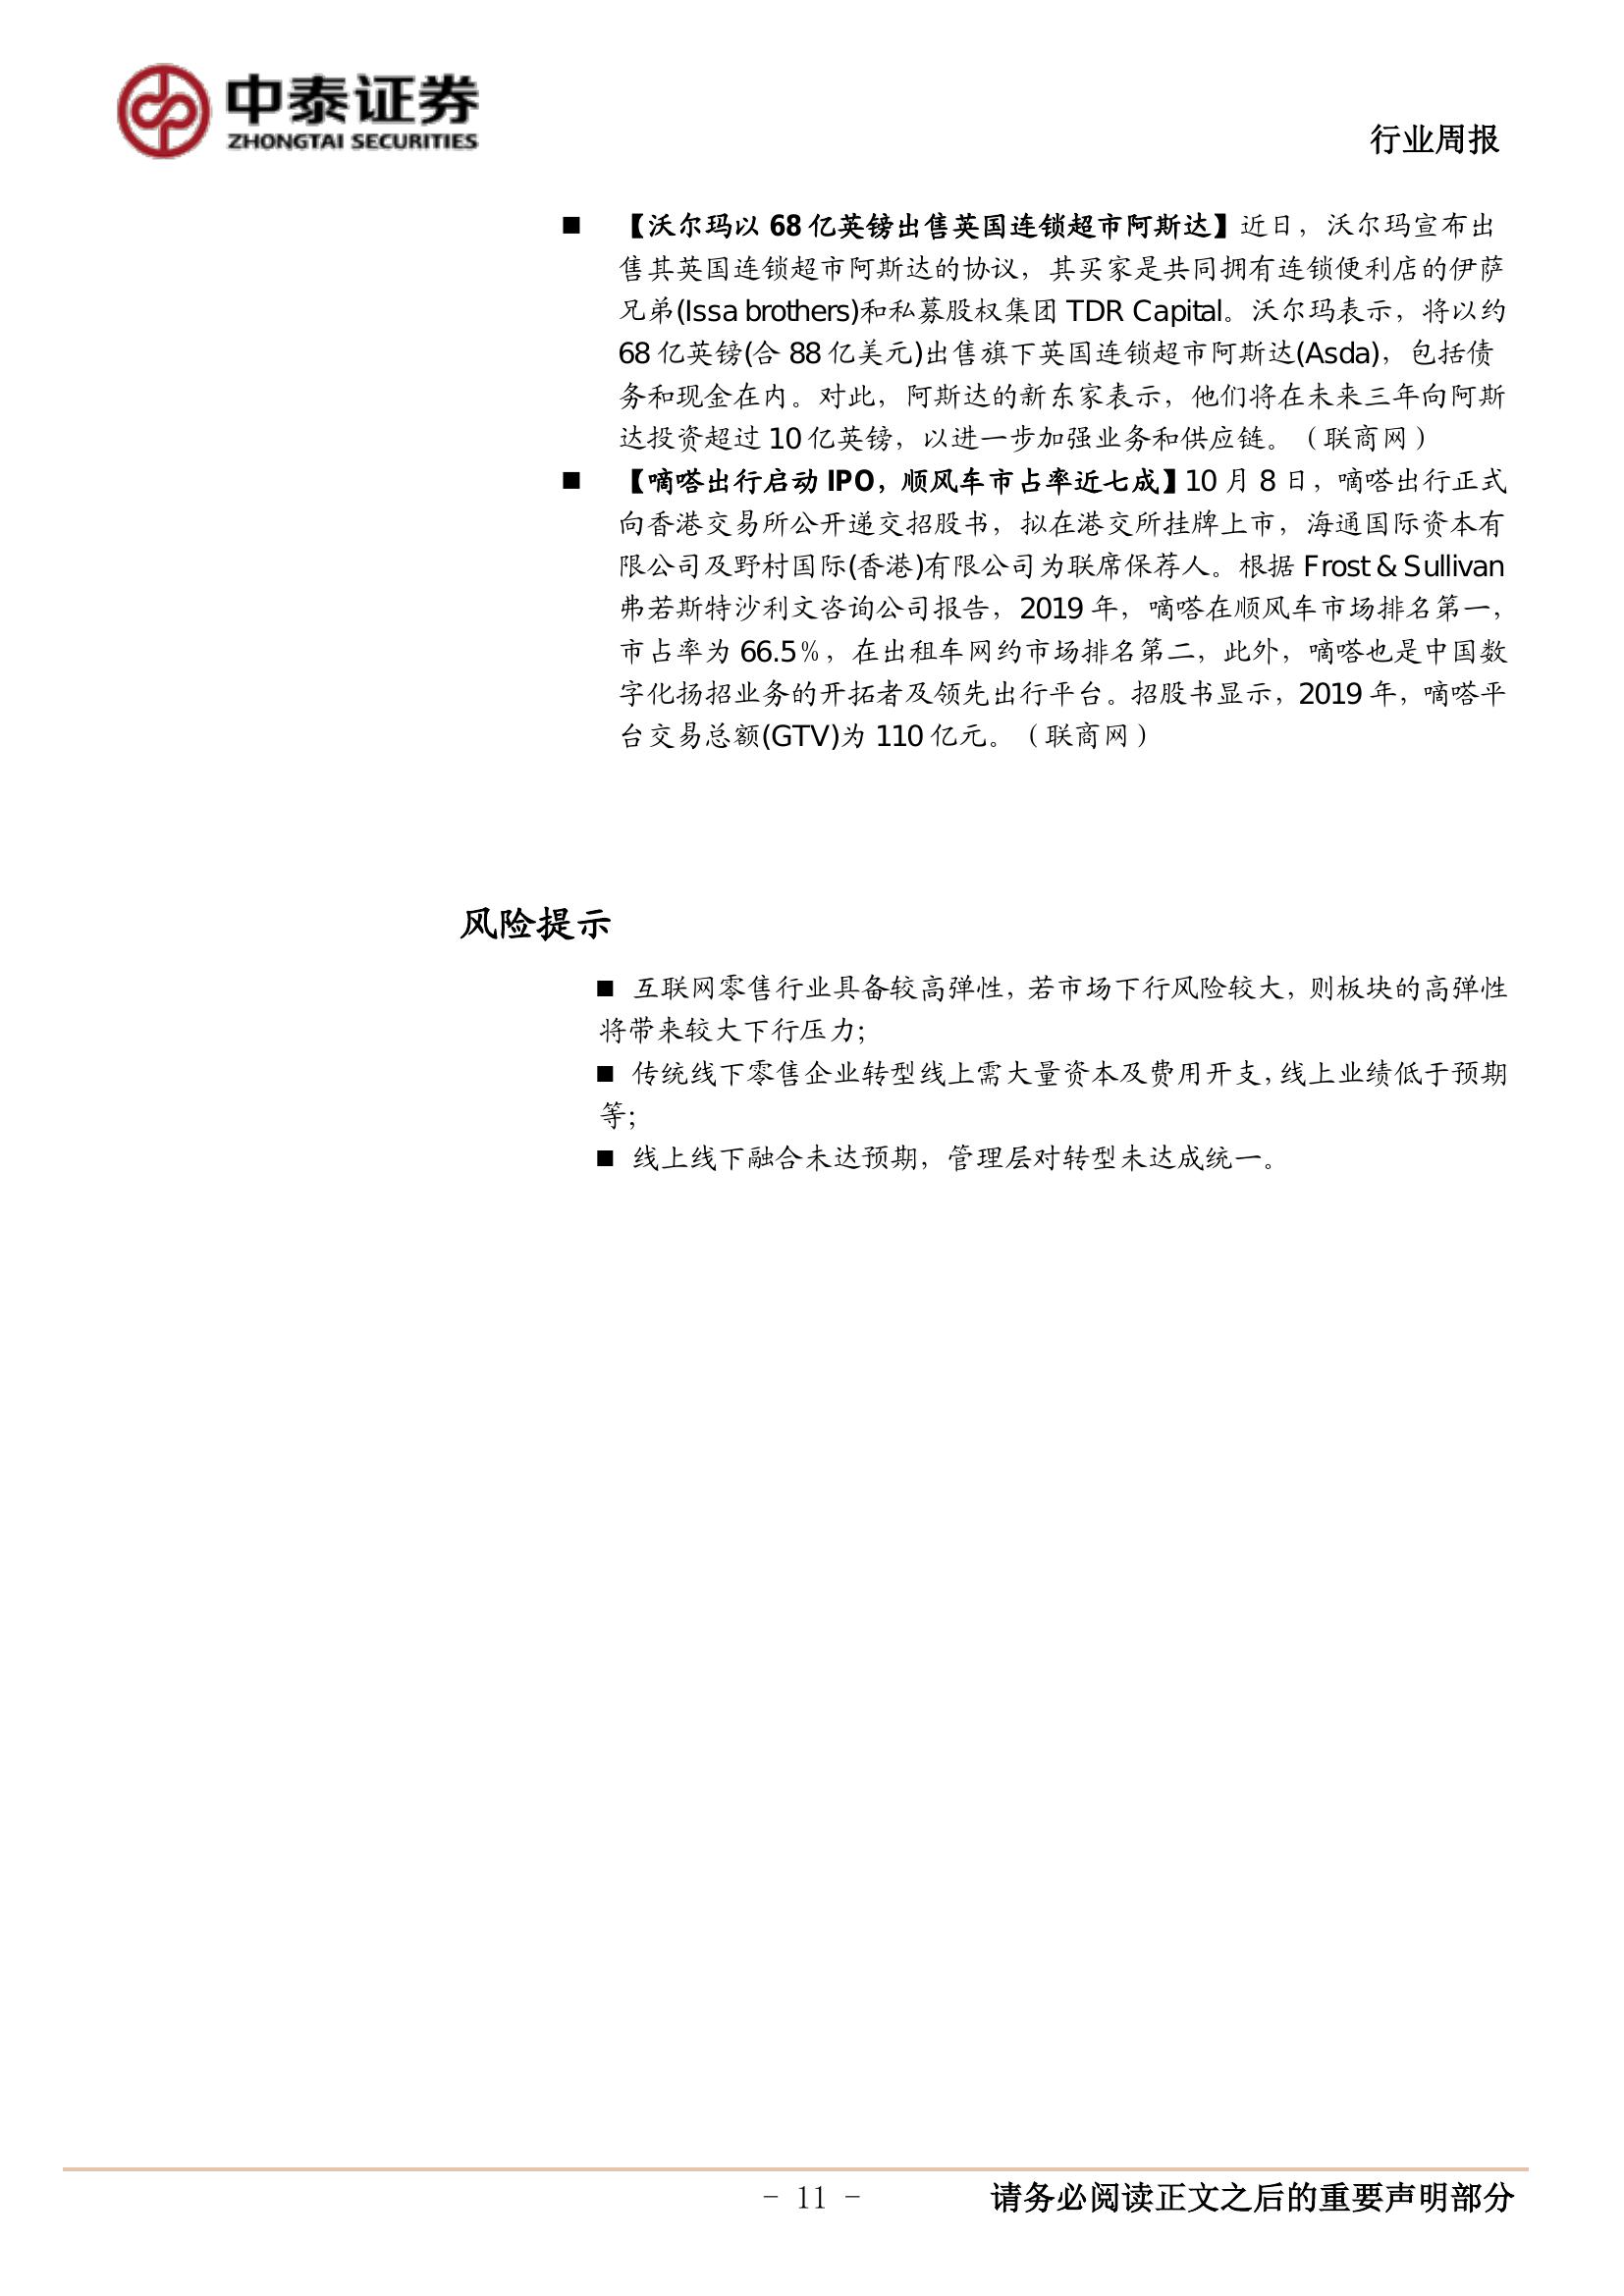 中泰证券
ZHONGTAI SECURITIES
行业周报
■ 【沃尔玛以 68 亿英镑出售英国连锁超市阿斯达】近日，沃尔玛宣布出
售其英国连锁超市阿斯达的协议，其买家是共同拥有连锁便利店的伊萨
兄弟(Issa brothers)和私募股权集团 TDR Capital。沃尔玛表示，将以约
68 亿英镑(合 88 亿美元)出售旗下英国连锁超市阿斯达(Asda)，包括债
务和现金在内。对此，阿斯达的新东家表示，他们将在未来三年向阿斯
达投资超过 10 亿英镑，以进一步加强业务和供应链。（联商网）
■ 【嘀嗒出行启动 IPO，顺风车市占率近七成】10 月 8 日，嘀嗒出行正式
向香港交易所公开递交招股书，拟在港交所挂牌上市，海通国际资本有
限公司及野村国际(香港)有限公司为联席保荐人。根据 Frost & Sullivan
弗若斯特沙利文咨询公司报告，2019 年，嘀嗒在顺风车市场排名第一，
市占率为 66.5%，在出租车网约市场排名第二，此外，嘀嗒也是中国数
字化扬招业务的开拓者及领先出行平台。招股书显示，2019 年，嘀嗒平
台交易总额(GTV)为 110 亿元。（联商网）
风险提示
■ 互联网零售行业具备较高弹性，若市场下行风险较大，则板块的高弹性
将带来较大下行压力；
■ 传统线下零售企业转型线上需大量资本及费用开支，线上业绩低于预期
等；
■ 线上线下融合未达预期，管理层对转型未达成统一。
- 11 -
请务必阅读正文之后的重要声明部分